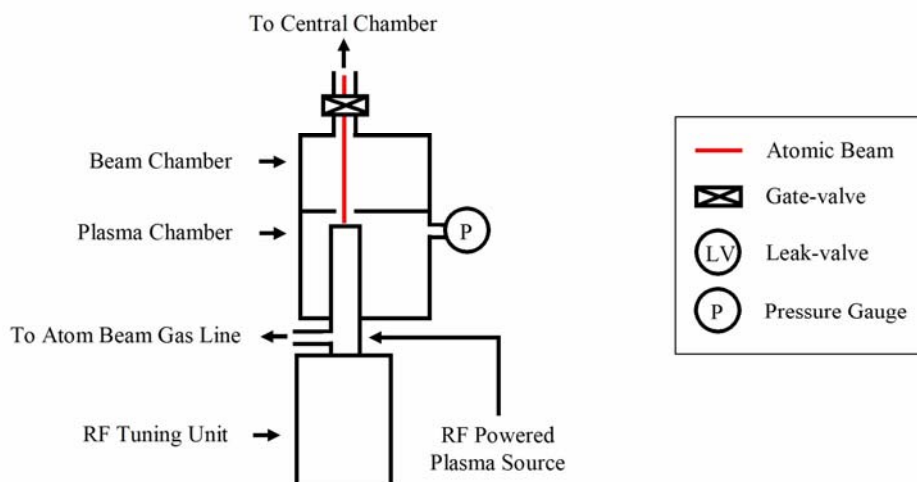 To Central Chamber
Beam Chamber
Plasma Chamber
P
To Atom Beam Gas Line
RF Tuning Unit
RF Powered
Plasma Source
Atomic Beam
Gate-valve
LV
Leak-valve
P
Pressure Gauge